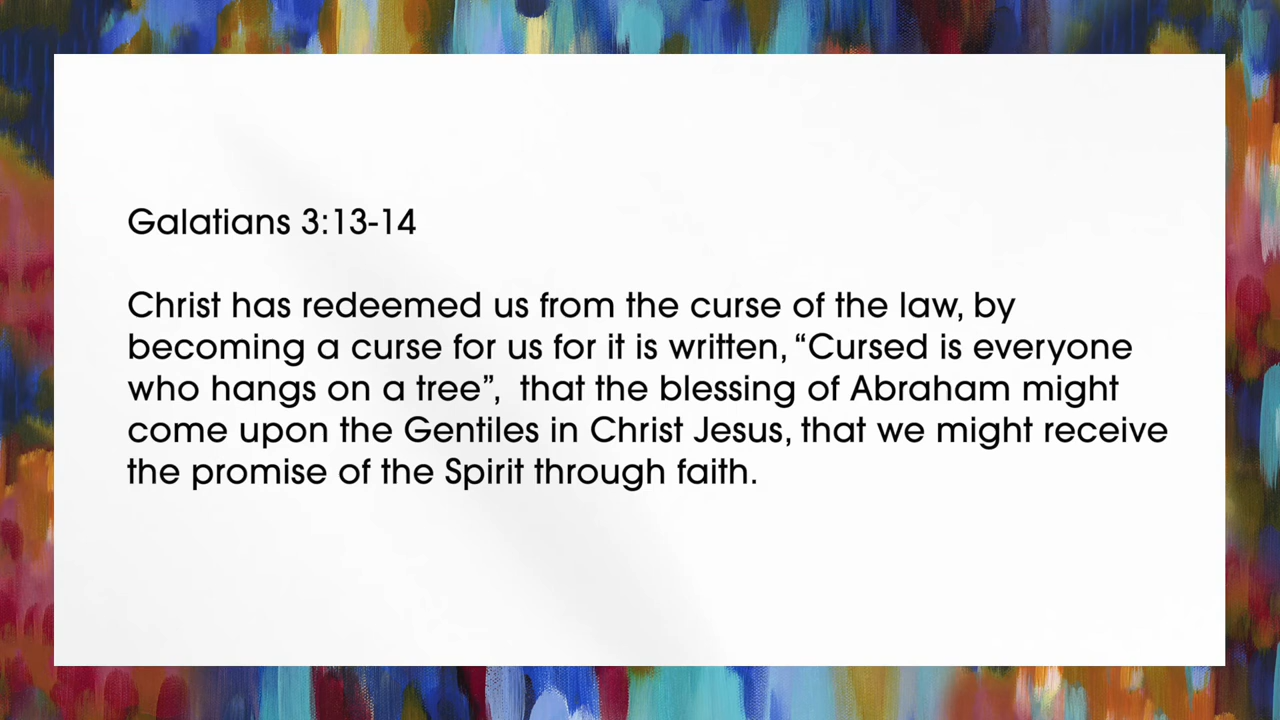 Galatians 3:13-14
Christ has redeemed us from the curse of the law, by
becoming a curse for us for it is written, “Cursed is everyone
who hangs on a tree”,  that the blessing of Abraham might
come upon the Gentiles in Christ Jesus, that we might receive
the promise of the Spirit through faith.